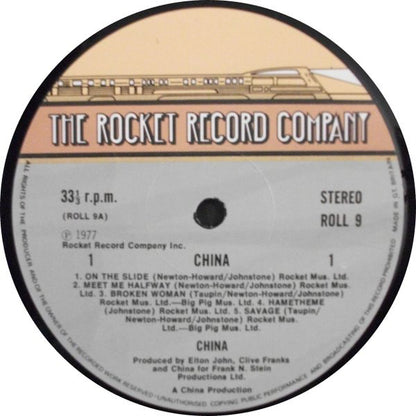 THE ROCKET RECORD COMPANY
33⅓ r.p.m.
STEREO
(ROLL 9A)
ROLL 9
℗ 1977
Rocket Record Company Inc.
1 CHINA 1
1. ON THE SLIDE (Newton-Howard/Johnstone) Rocket Mus. Ltd.
2. MEET ME HALFWAY (Newton-Howard/Johnstone) Rocket Mus.
Ltd. 3. BROKEN WOMAN (Taupin/Newton-Howard/Johnstone)
Rocket Mus. Ltd.—Big Pig Mus. Ltd. 4. HAMETHEME
(Johnstone) Rocket Mus. Ltd. 5. SAVAGE (Taupin/
Newton-Howard/Johnstone) Rocket Mus.
Ltd.—Big Pig Mus. Ltd.
CHINA
Produced by Elton John, Clive Franks
and China for Frank N. Stein
Productions Ltd.
A China Production
ALL RIGHTS OF THE PRODUCER AND OF THE OWNER OF THE RECORDED WORK RESERVED • UNAUTHORISED COPYING PUBLIC PERFORMANCE AND BROADCASTING OF THIS RECORD PROHIBITED
MADE IN GT. BRITAIN